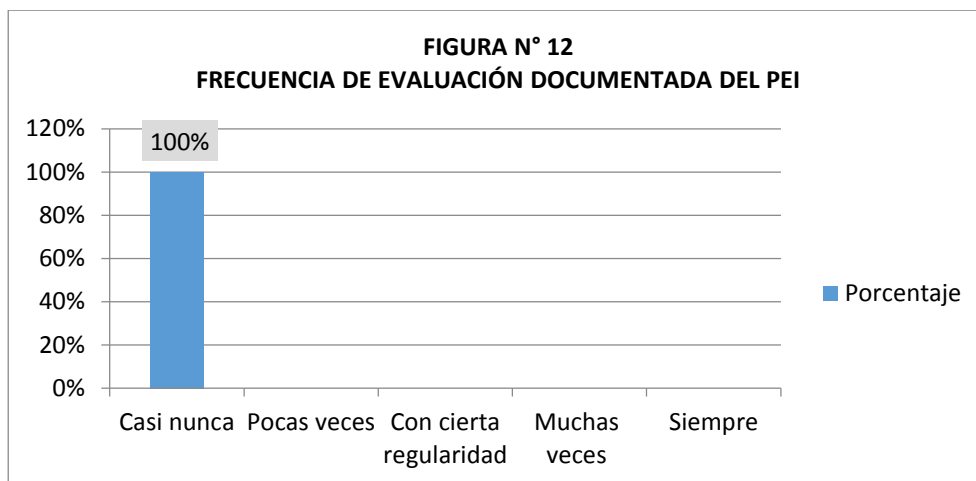 FIGURA N° 12
FRECUENCIA DE EVALUACIÓN DOCUMENTADA DEL PEI
120%
100%
80%
60%
40%
20%
0%
100%
Casi nunca
Pocas veces
Con cierta
regularidad
Muchas
veces
Siempre
Porcentaje